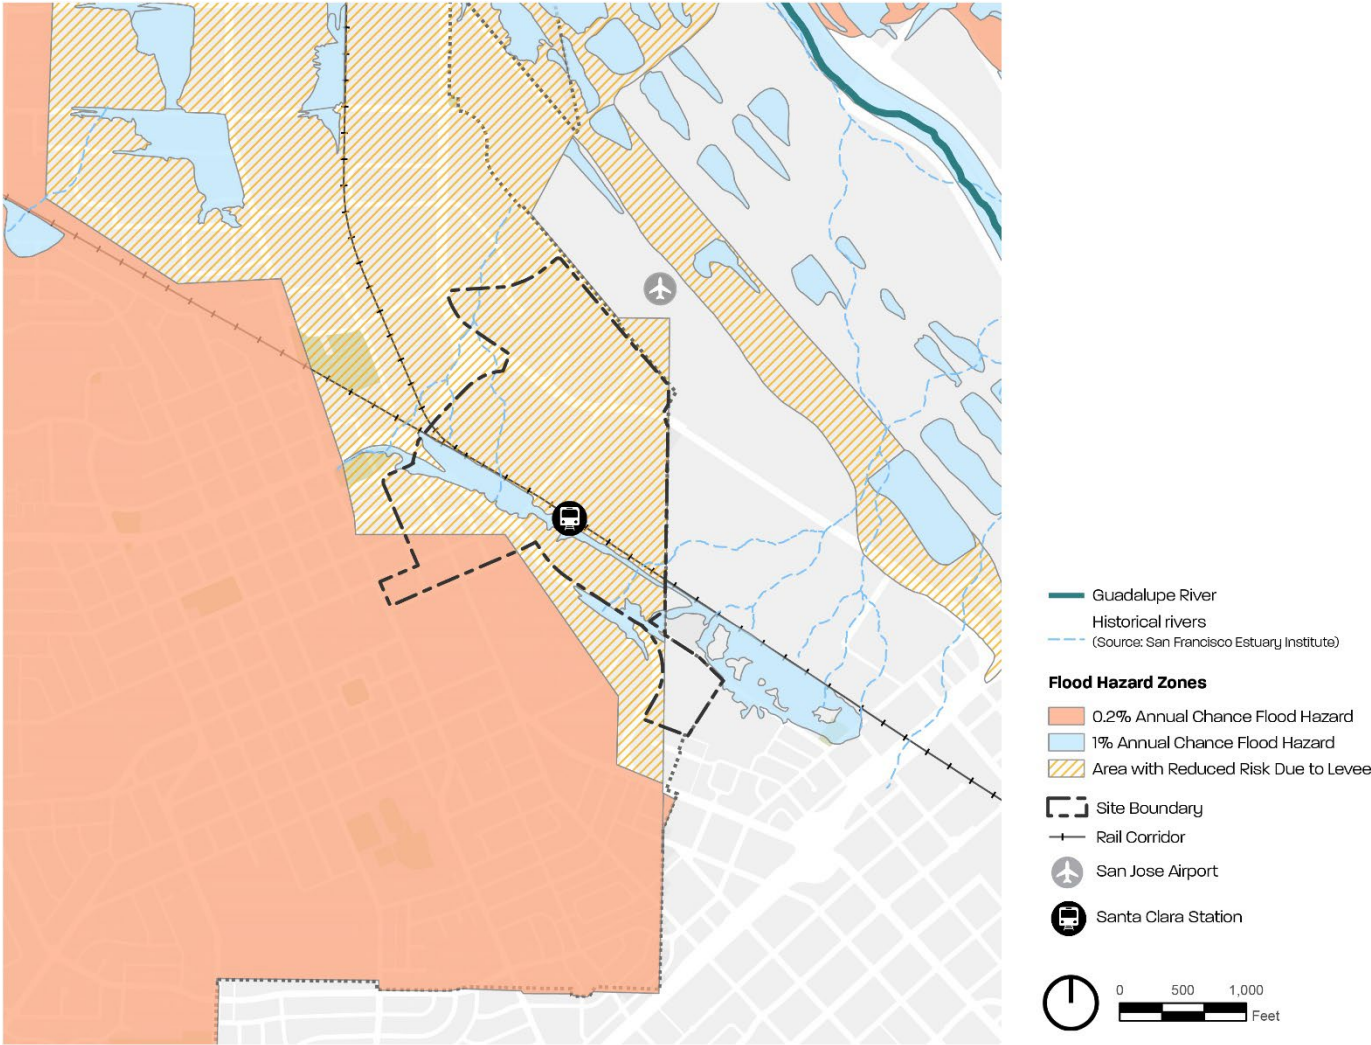 Guadalupe River
Historical rivers
(Source: San Francisco Estuary Institute)
Flood Hazard Zones
0.2% Annual Chance Flood Hazard
1% Annual Chance Flood Hazard
Area with Reduced Risk Due to Levee
Site Boundary
Rail Corridor
San Jose Airport
Santa Clara Station
0 500 1,000
Feet